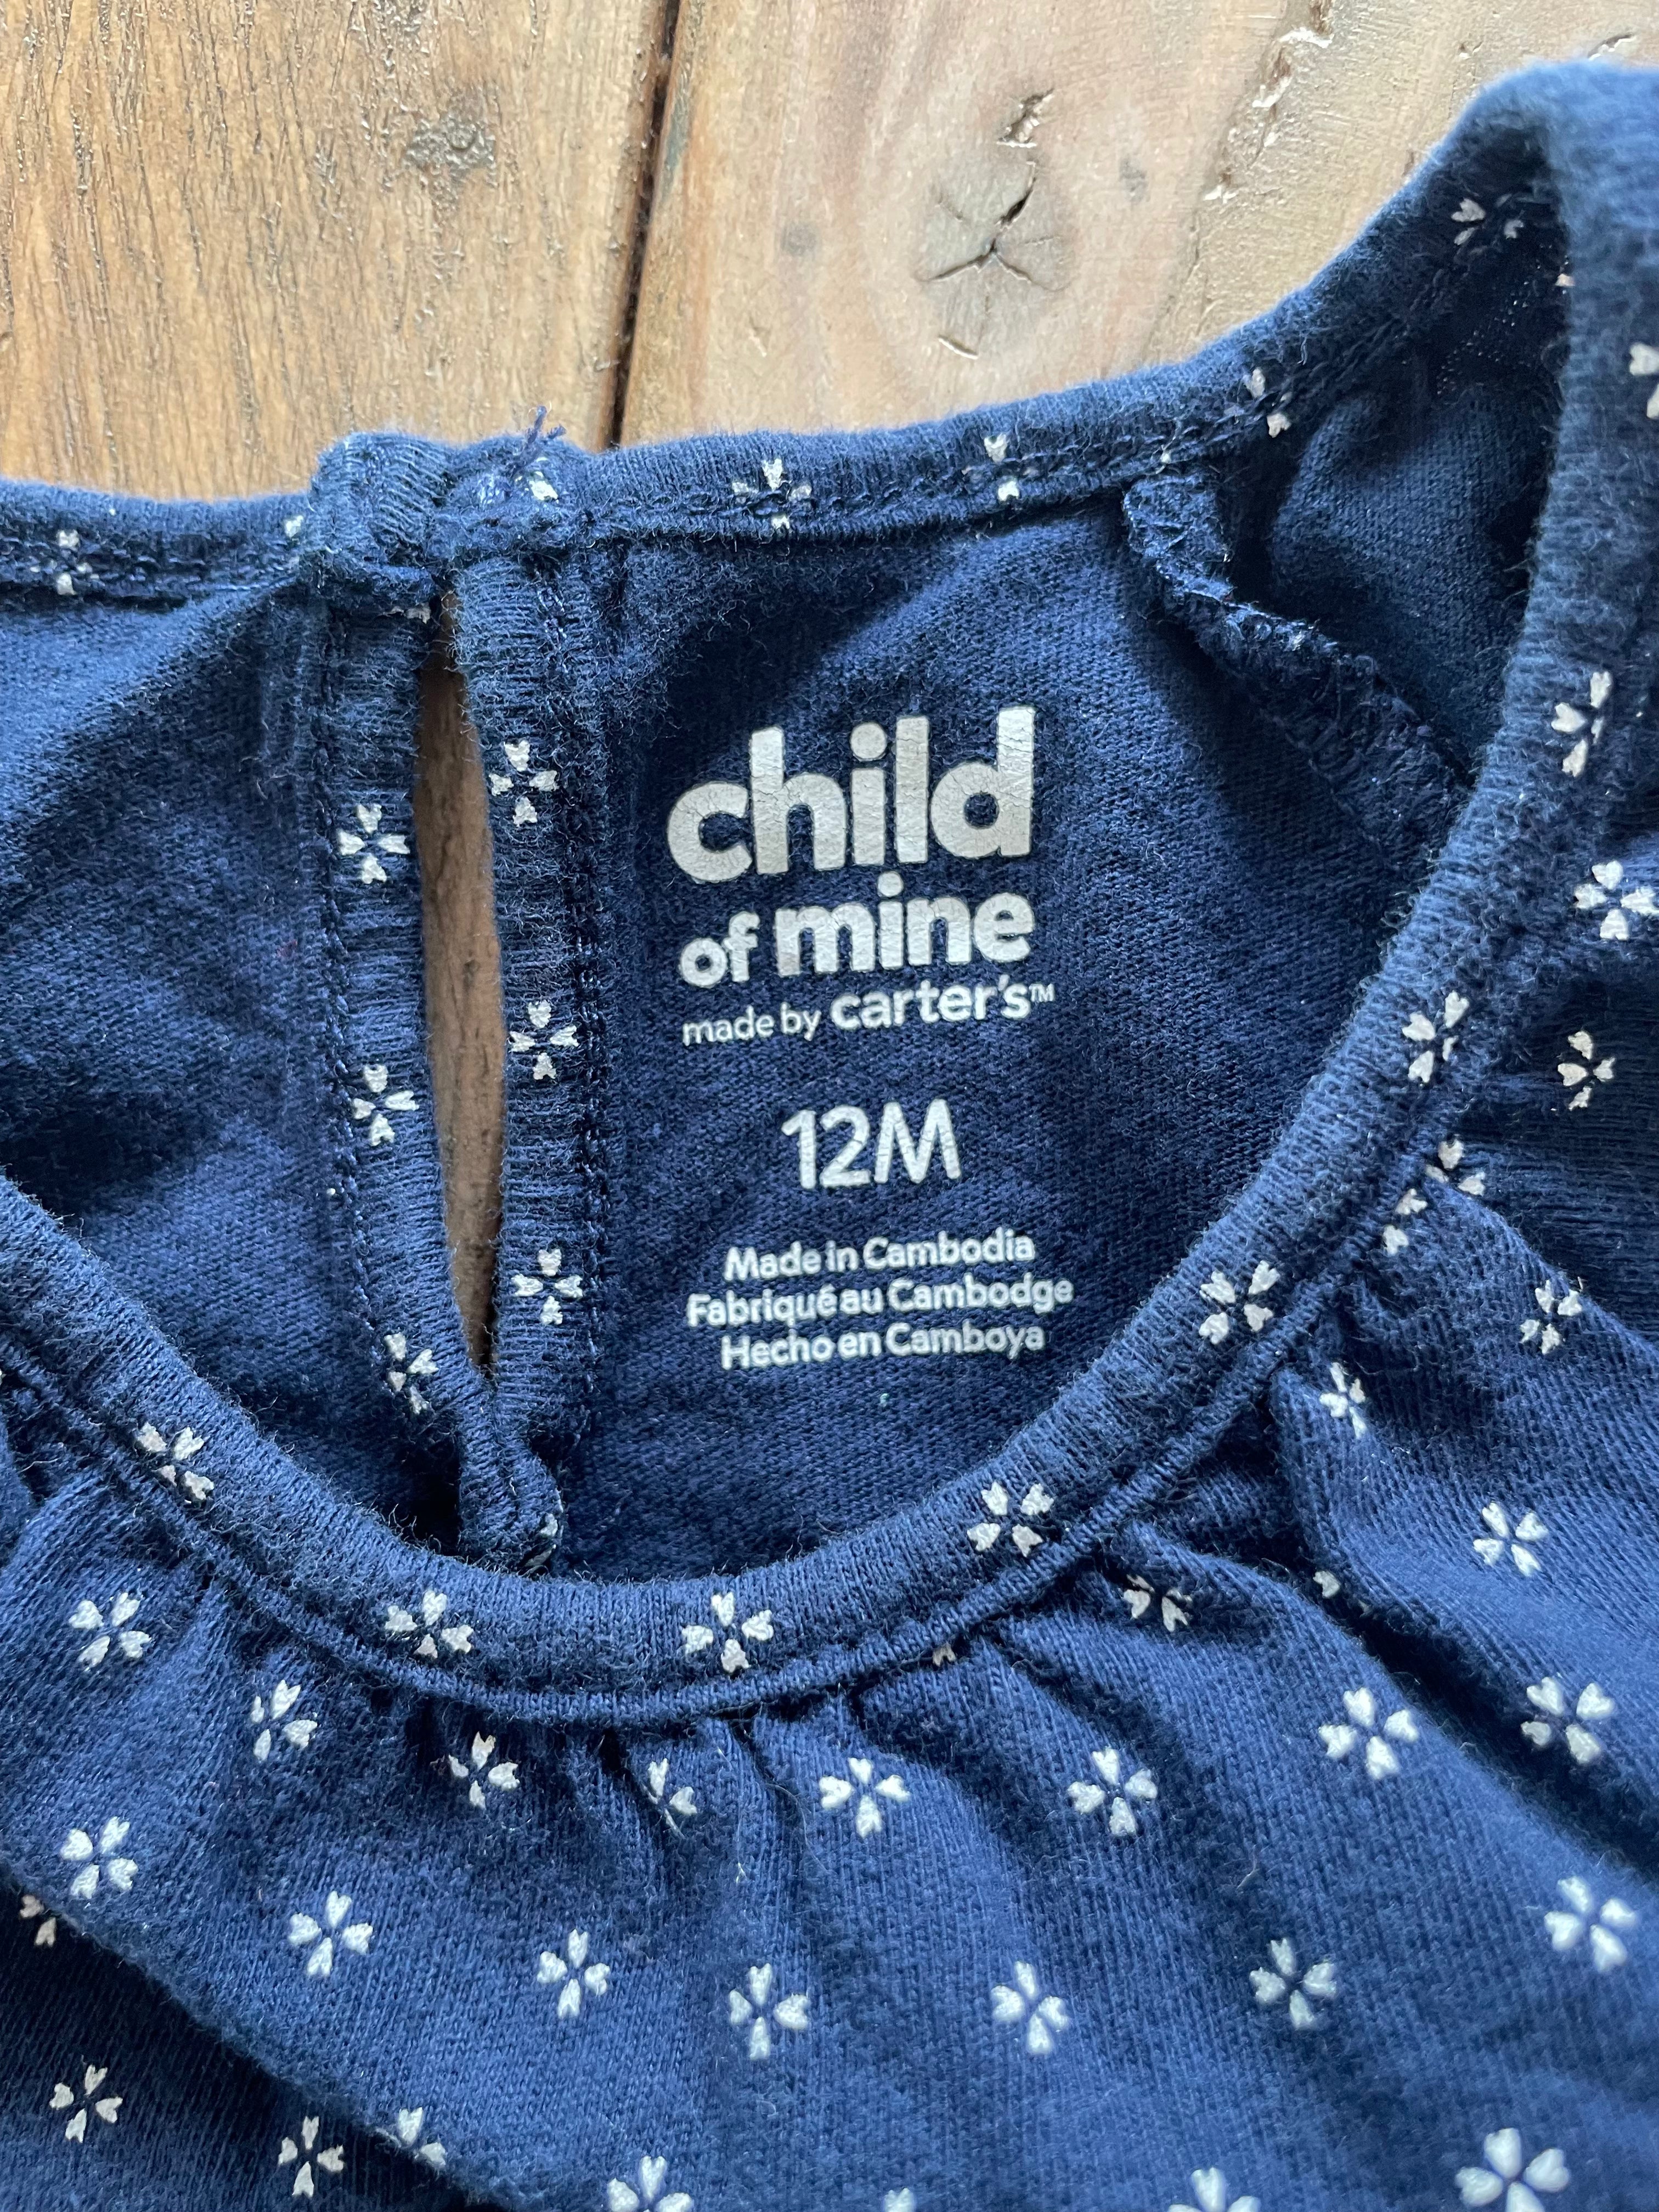 child
of mine
made by carter's™
12M
Made in Cambodia
Fabriqué au Cambodge
Hecho en Camboya